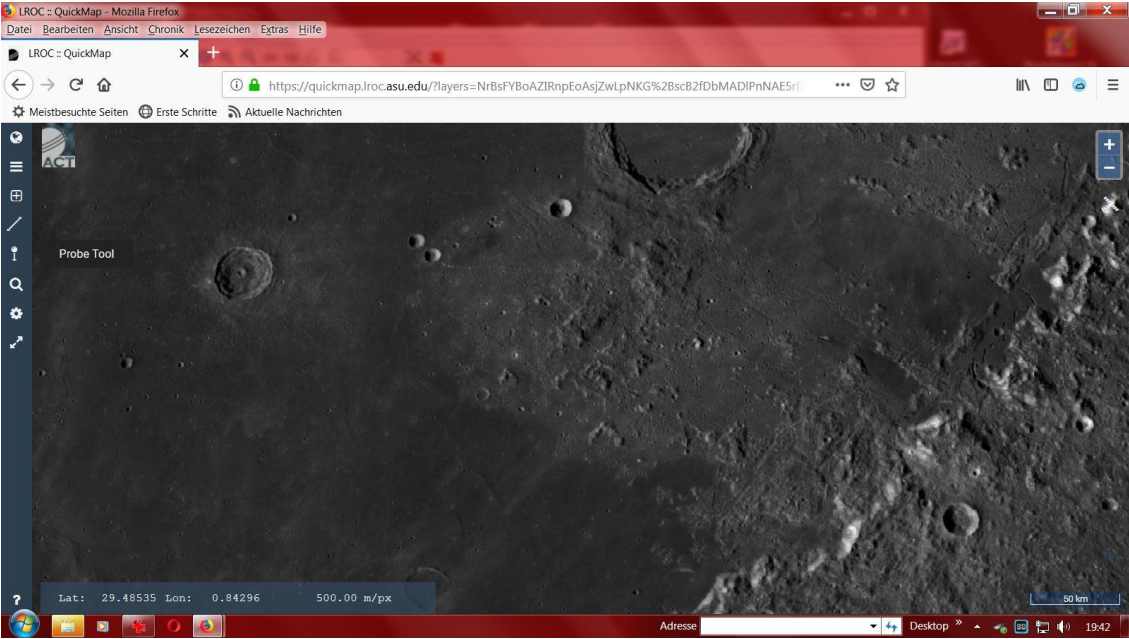 LROC :: QuickMap - Mozilla Firefox
Datei Bearbeiten Ansicht Chronik Lesezeichen Extras Hilfe
LROC :: QuickMap
https://quickmap.lroc.asu.edu/?layers=NrBsFYBoAZIRnpEoAsjZwLpNKG%2BscB2fDbMADlPnNAE5r
Meistbesuchte Seiten Erste Schritte Aktuelle Nachrichten
ACT
Probe Tool
Lat: 29.48535 Lon: 0.84296 500.00 m/px
50 km
Adresse
Desktop »
19:42